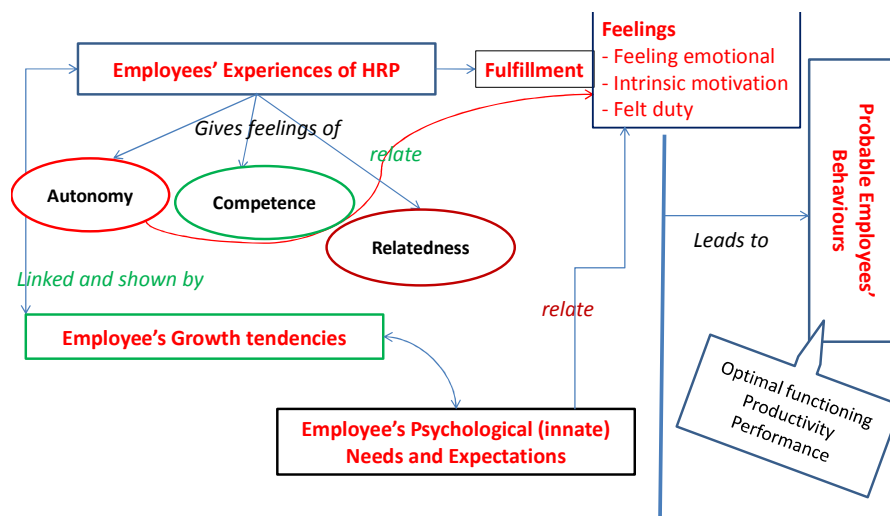 Employees' Experiences of HRP
Fulfillment
Feelings
- Feeling emotional
- Intrinsic motivation
- Felt duty
Gives feelings of
relate
Autonomy
Competence
Relatedness
Linked and shown by
Employee's Growth tendencies
relate
Employee's Psychological (innate)
Needs and Expectations
Leads to
Probable Employees'
Behaviours
Optimal functioning
Productivity
Performance